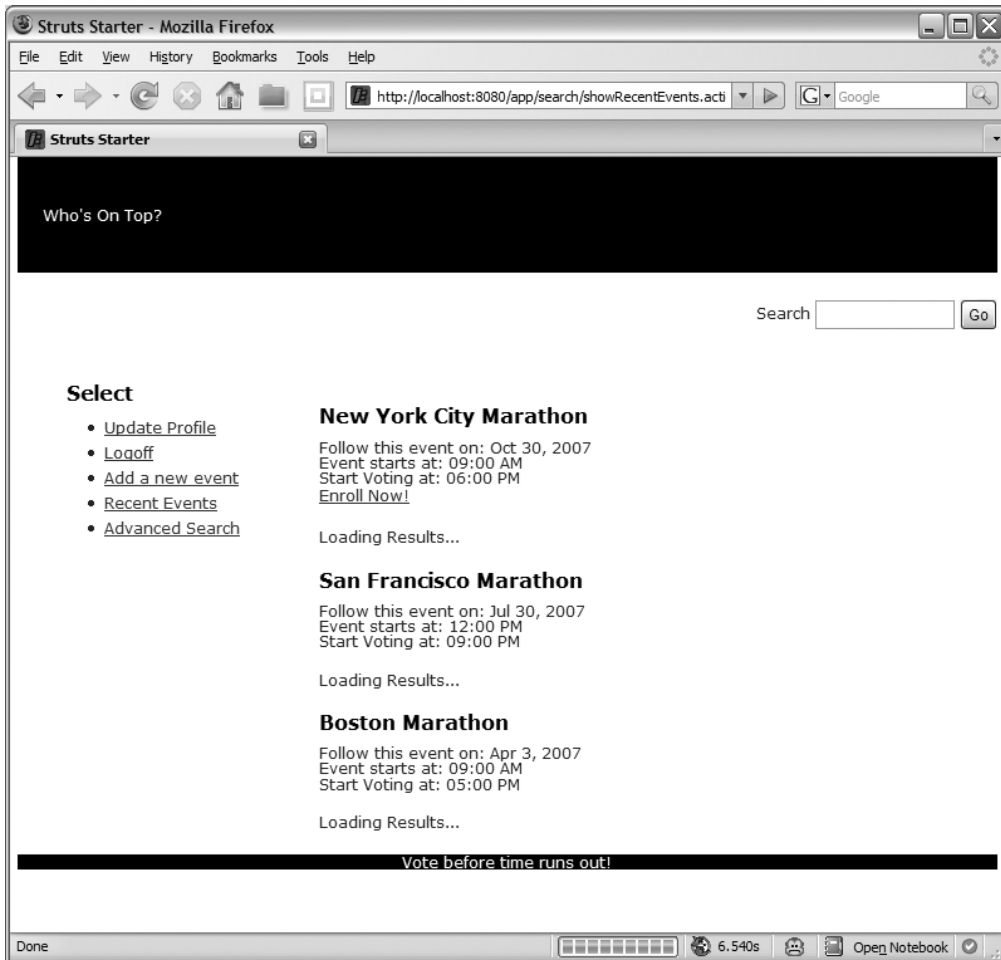 Struts Starter - Mozilla Firefox
File Edit View History Bookmarks Tools Help
http://localhost:8080/app/search/showRecentEvents.acti
G Google
Struts Starter
Who's On Top?
Search Go
Select
Update Profile
Logoff
Add a new event
Recent Events
Advanced Search
New York City Marathon
Follow this event on: Oct 30, 2007
Event starts at: 09:00 AM
Start Voting at: 06:00 PM
Enroll Now!
Loading Results...
San Francisco Marathon
Follow this event on: Jul 30, 2007
Event starts at: 12:00 PM
Start Voting at: 09:00 PM
Loading Results...
Boston Marathon
Follow this event on: Apr 3, 2007
Event starts at: 09:00 AM
Start Voting at: 05:00 PM
Loading Results...
Vote before time runs out!
Done 6.540s Open Notebook